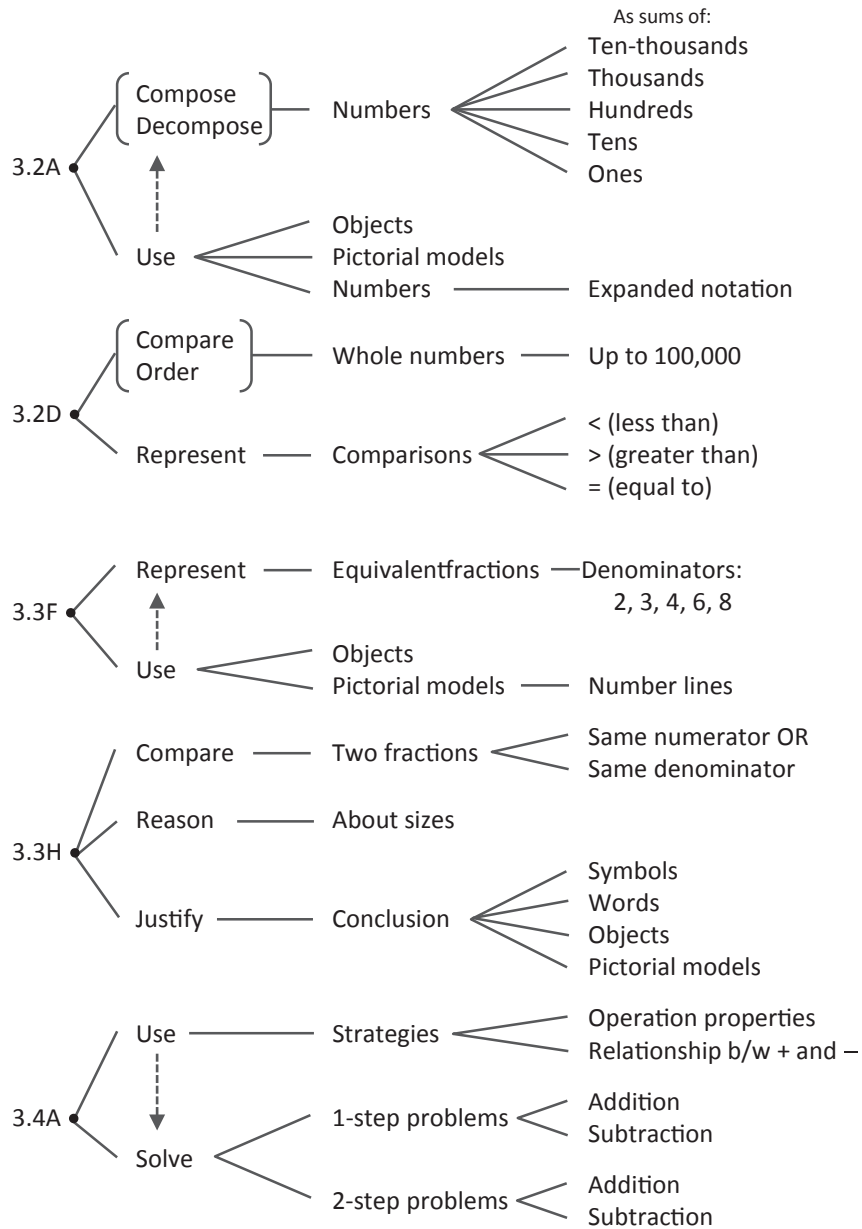 As sums of:
Ten-thousands
Compose
Thousands
Decompose
Numbers
Hundreds
Tens
3.2A
Ones
Objects
Use
Pictorial models
Numbers
Expanded notation
Compare
Order
Whole numbers
Up to 100,000
3.2D
< (less than)
Represent
Comparisons
> (greater than)
= (equal to)
Represent
Equivalentfractions
Denominators:
2, 3, 4, 6, 8
3.3F
Objects
Use
Pictorial models
Number lines
Same numerator OR
Compare
Two fractions
Same denominator
Reason
About sizes
3.3H
Symbols
Words
Justify
Conclusion
Objects
Pictorial models
Operation properties
Use
Strategies
Relationship b/w + and –
Addition
3.4A
1-step problems
Subtraction
Solve
Addition
2-step problems
Subtraction